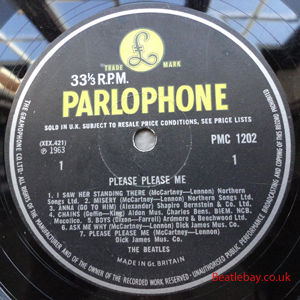 £
TRADE MARK
33⅓ R.P.M.
PARLOPHONE
SOLD IN U.K. SUBJECT TO RESALE PRICE CONDITIONS, SEE PRICE LISTS
(XEX.421)
PMC 1202
℗ 1963
1 1
PLEASE PLEASE ME
1. I SAW HER STANDING THERE (McCartney—Lennon) Northern
Songs Ltd. 2. MISERY (McCartney—Lennon) Northern Songs Ltd.
3. ANNA (GO TO HIM) (Alexander) Shapiro Bernstein & Co. Ltd.
4. CHAINS (Goffin—King) Aldon Mus. Charles Bens. BIEM. NCB.
Mecolico. 5. BOYS (Dixon—Farrell) Ardmore & Beechwood Ltd.
6. ASK ME WHY (McCartney—Lennon) Dick James Mus. Co. Ltd.
7. PLEASE PLEASE ME (McCartney—Lennon)
Dick James Mus. Co. Ltd.
THE BEATLES
MADE IN GT. BRITAIN
THE GRAMOPHONE CO. LTD. ALL RIGHTS OF THE MANUFACTURER AND OF THE OWNER OF THE RECORDED WORK RESERVED. UNAUTHORISED PUBLIC PERFORMANCE BROADCASTING AND COPYING OF THIS RECORD PROHIBITED
Beatlebay.co.uk